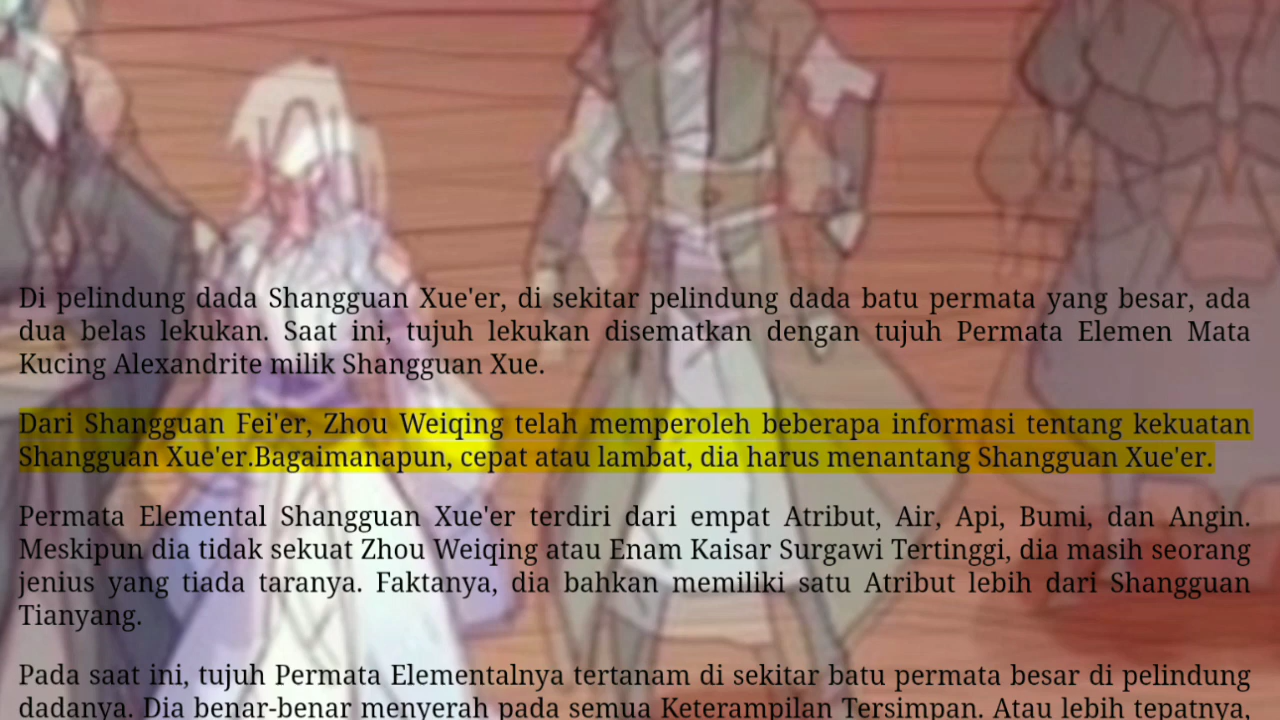 Di pelindung dada Shangguan Xue'er, di sekitar pelindung dada batu permata yang besar, ada
dua belas lekukan. Saat ini, tujuh lekukan disematkan dengan tujuh Permata Elemen Mata
Kucing Alexandrite milik Shangguan Xue.
Dari Shangguan Fei'er, Zhou Weiqing telah memperoleh beberapa informasi tentang kekuatan
Shangguan Xue'er.Bagaimanapun, cepat atau lambat, dia harus menantang Shangguan Xue'er.
Permata Elemental Shangguan Xue'er terdiri dari empat Atribut, Air, Api, Bumi, dan Angin.
Meskipun dia tidak sekuat Zhou Weiqing atau Enam Kaisar Surgawi Tertinggi, dia masih seorang
jenius yang tiada taranya. Faktanya, dia bahkan memiliki satu Atribut lebih dari Shangguan
Tianyang.
Pada saat ini, tujuh Permata Elementalnya tertanam di sekitar batu permata besar di pelindung
dadanya. Dia benar-benar menyerah pada semua Keterampilan Tersimpan. Atau lebih tepatnya,